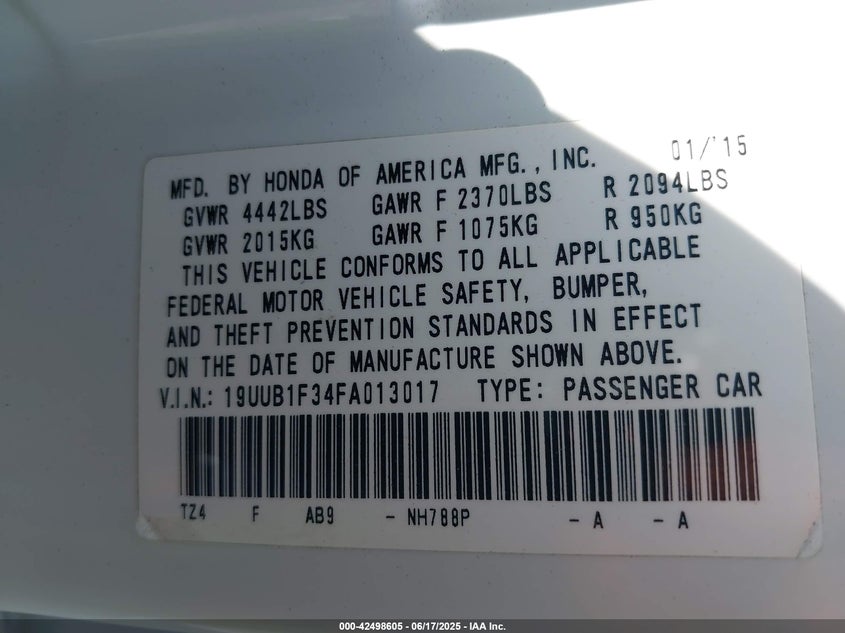 MFD. BY HONDA OF AMERICA MFG., INC. 01/'15
GVWR 4442LBS GAWR F 2370LBS R 2094LBS
GVWR 2015KG GAWR F 1075KG R 950KG
THIS VEHICLE CONFORMS TO ALL APPLICABLE
FEDERAL MOTOR VEHICLE SAFETY, BUMPER,
AND THEFT PREVENTION STANDARDS IN EFFECT
ON THE DATE OF MANUFACTURE SHOWN ABOVE.
V.I.N.: 19UUB1F34FA013017 TYPE: PASSENGER CAR
TZ4 F AB9 - NH788P - A - A
000-42498605 - 06/17/2025 - IAA Inc.